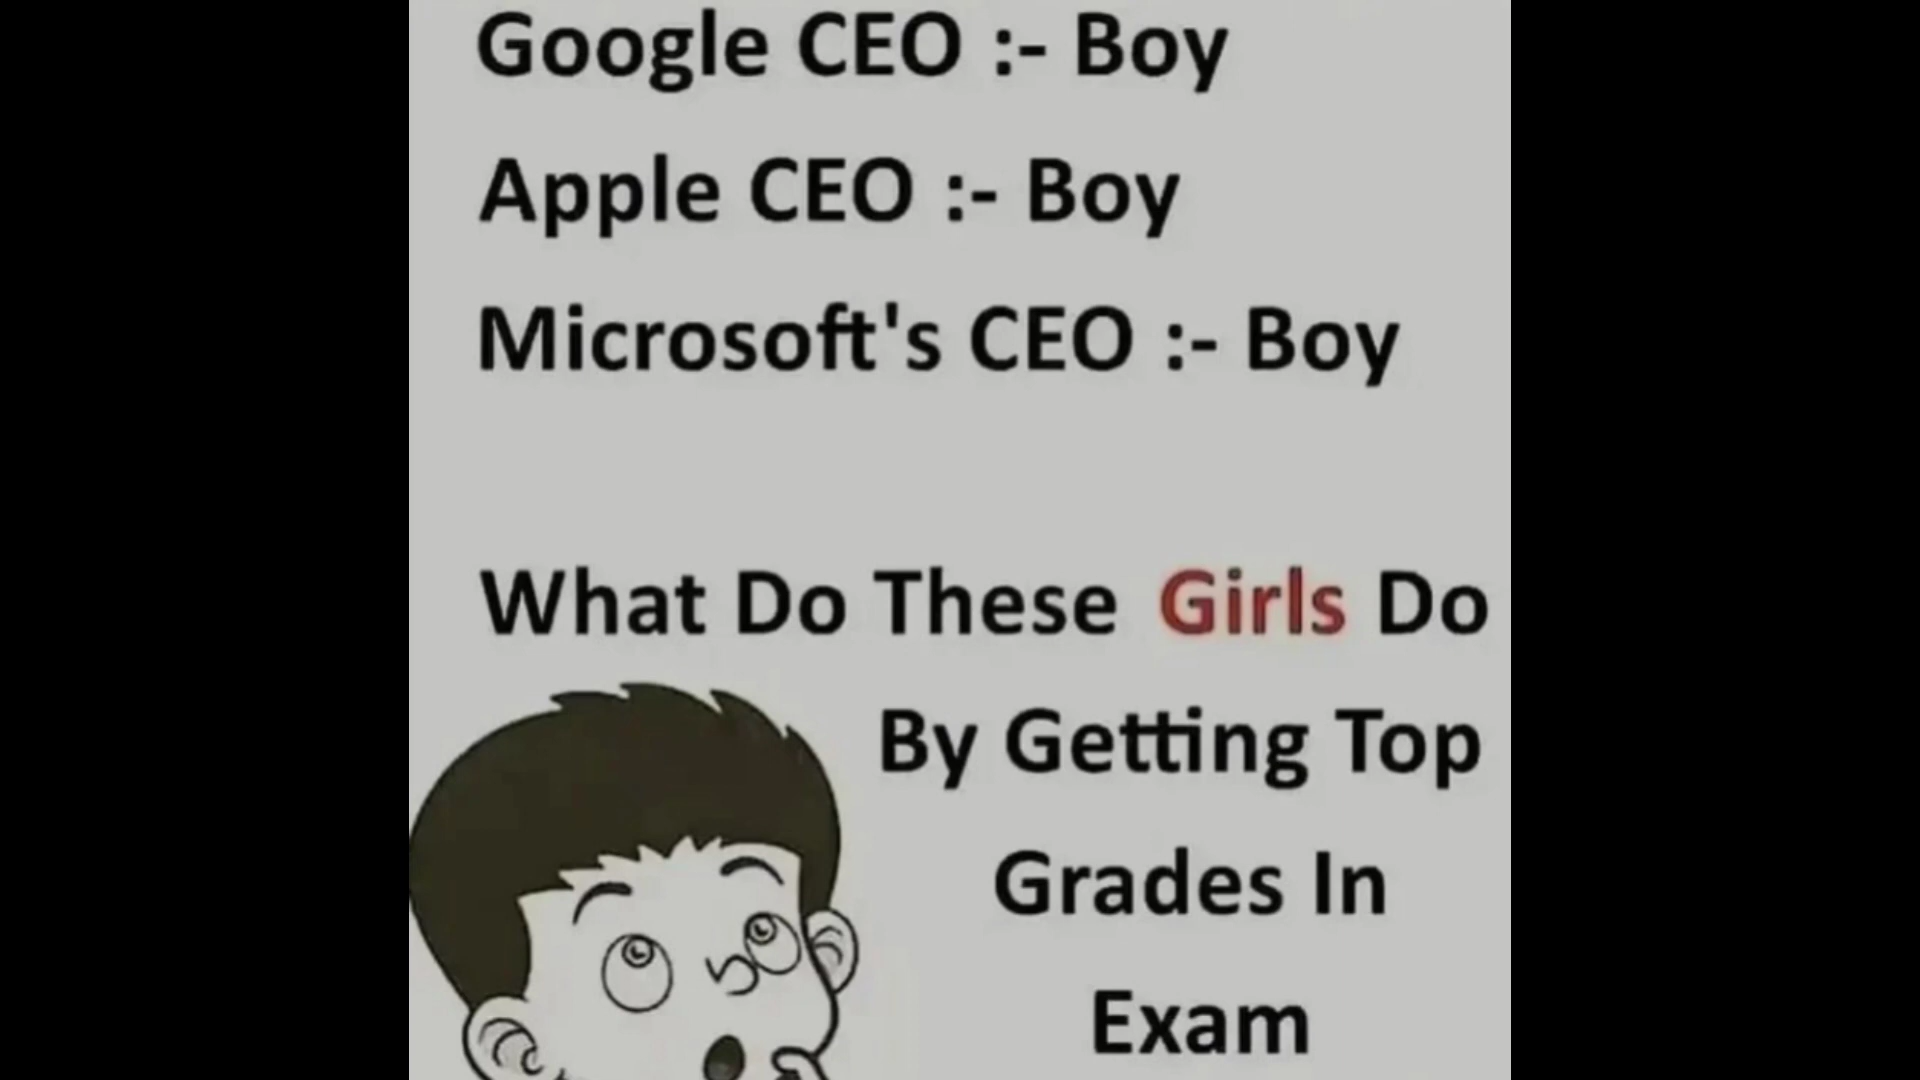 Google CEO :- Boy
Apple CEO :- Boy
Microsoft's CEO :- Boy
What Do These Girls Do
By Getting Top
Grades In
Exam